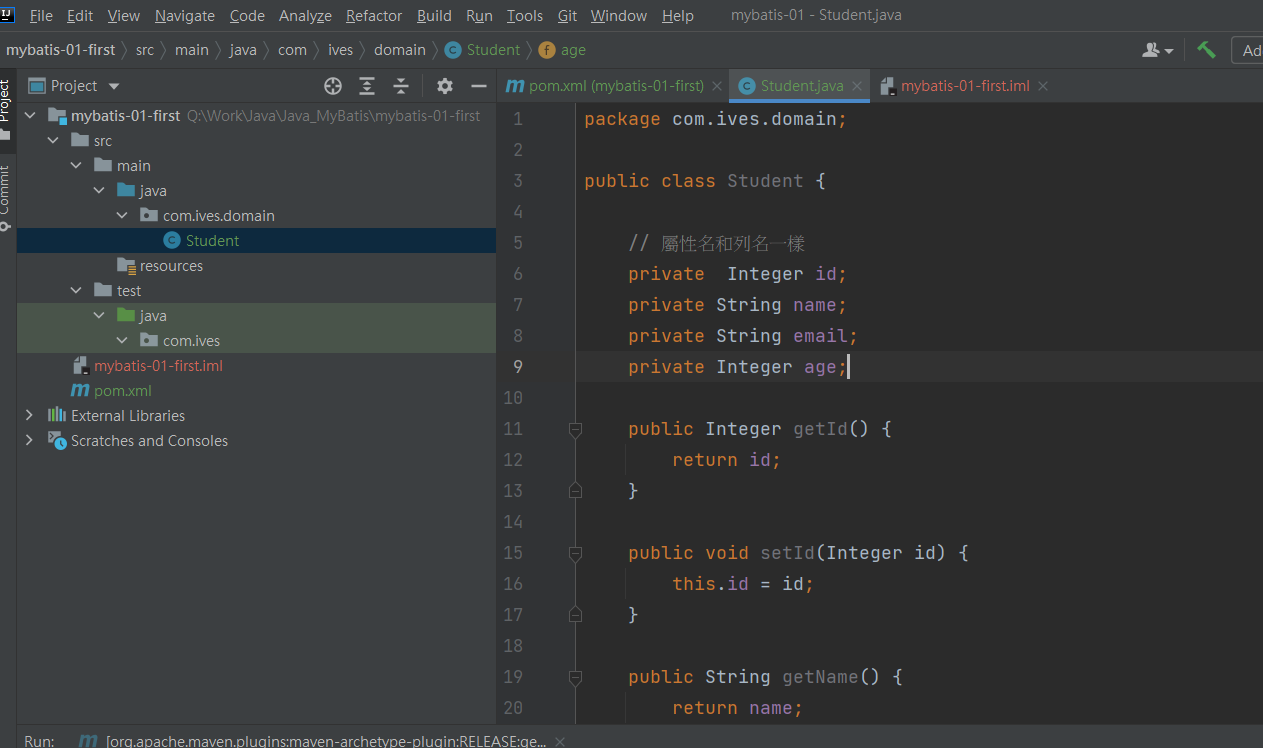 File Edit View Navigate Code Analyze Refactor Build Run Tools Git Window Help mybatis-01 - Student.java
mybatis-01-first src main java com ives domain Student age
Ad
Project
Commit
Project
mybatis-01-first Q:\Work\Java\Java_MyBatis\mybatis-01-first
src
main
java
com.ives.domain
Student
resources
test
java
com.ives
mybatis-01-first.iml
pom.xml
External Libraries
Scratches and Consoles
pom.xml (mybatis-01-first) Student.java mybatis-01-first.iml
1 package com.ives.domain;
2
3 public class Student {
4
5 // 屬性名和列名一樣
6 private  Integer id;
7 private String name;
8 private String email;
9 private Integer age;
10
11 public Integer getId() {
12 return id;
13 }
14
15 public void setId(Integer id) {
16 this.id = id;
17 }
18
19 public String getName() {
20 return name;
Run: [org.apache.maven.plugins:maven-archetype-plugin:RELEASE:ge...